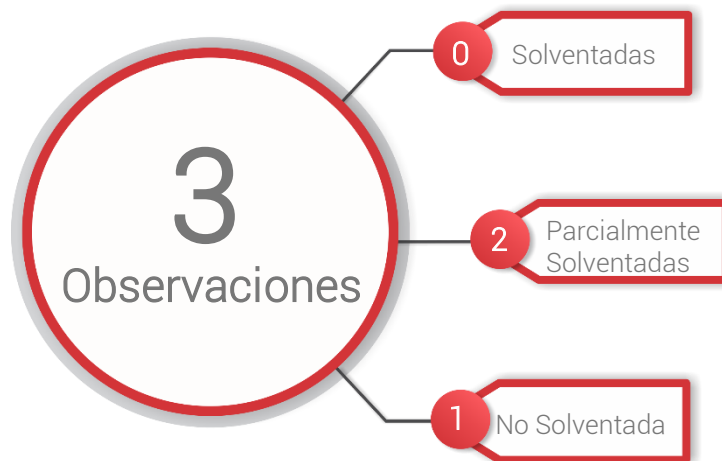 3
Observaciones
0
Solventadas
2
Parcialmente
Solventadas
1
No Solventada